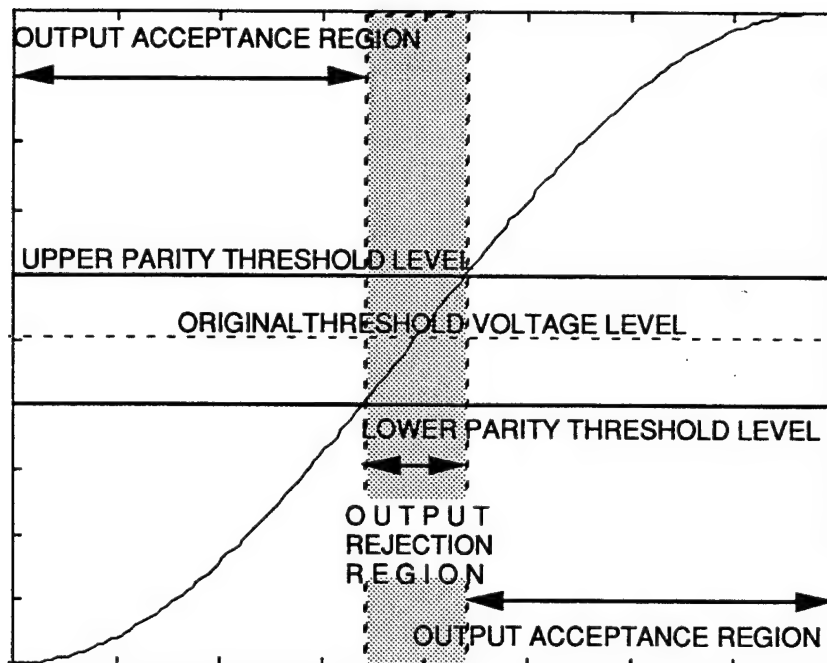 OUTPUT ACCEPTANCE REGION
UPPER PARITY THRESHOLD LEVEL
ORIGINALTHRESHOLD VOLTAGE LEVEL
LOWER PARITY THRESHOLD LEVEL
OUTPUT
REJECTION
REGION
OUTPUT ACCEPTANCE REGION